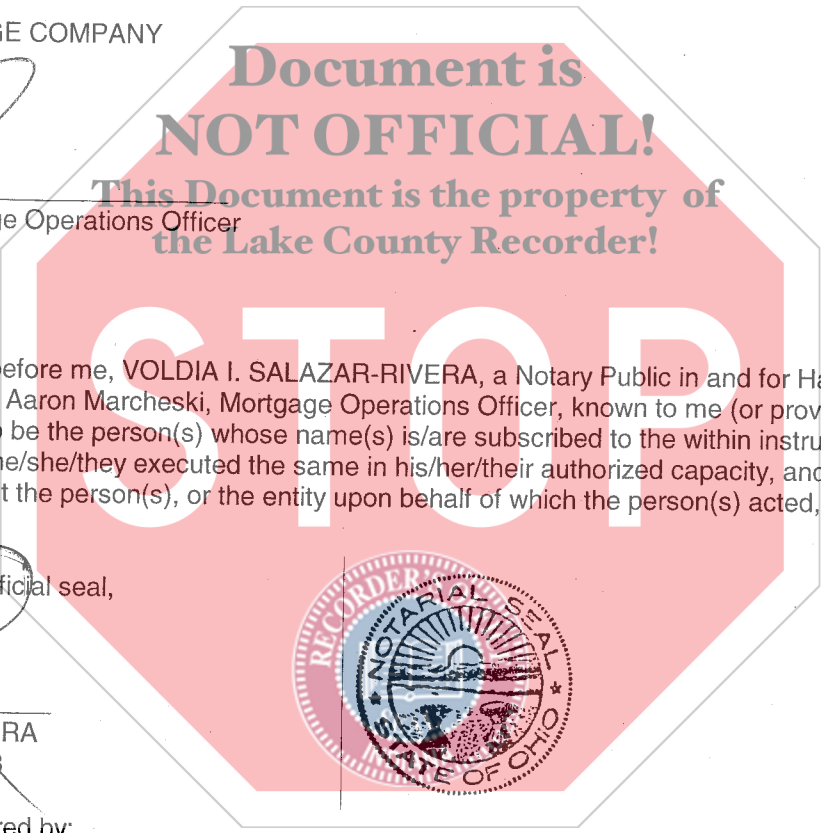 GE COMPANY
Document is
NOT OFFICIAL!
This Document is the property of
ge Operations Officer
the Lake County Recorder!
STOP
before me, VOLDIA I. SALAZAR-RIVERA, a Notary Public in and for Ha
Aaron Marcheski, Mortgage Operations Officer, known to me (or prov
be the person(s) whose name(s) is/are subscribed to the within instru
he/she/they executed the same in his/her/their authorized capacity, and
t the person(s), or the entity upon behalf of which the person(s) acted,
ficial seal,
RECORDER'S
NOTARIAL SEAL
STATE OF OHIO
RA
red by: